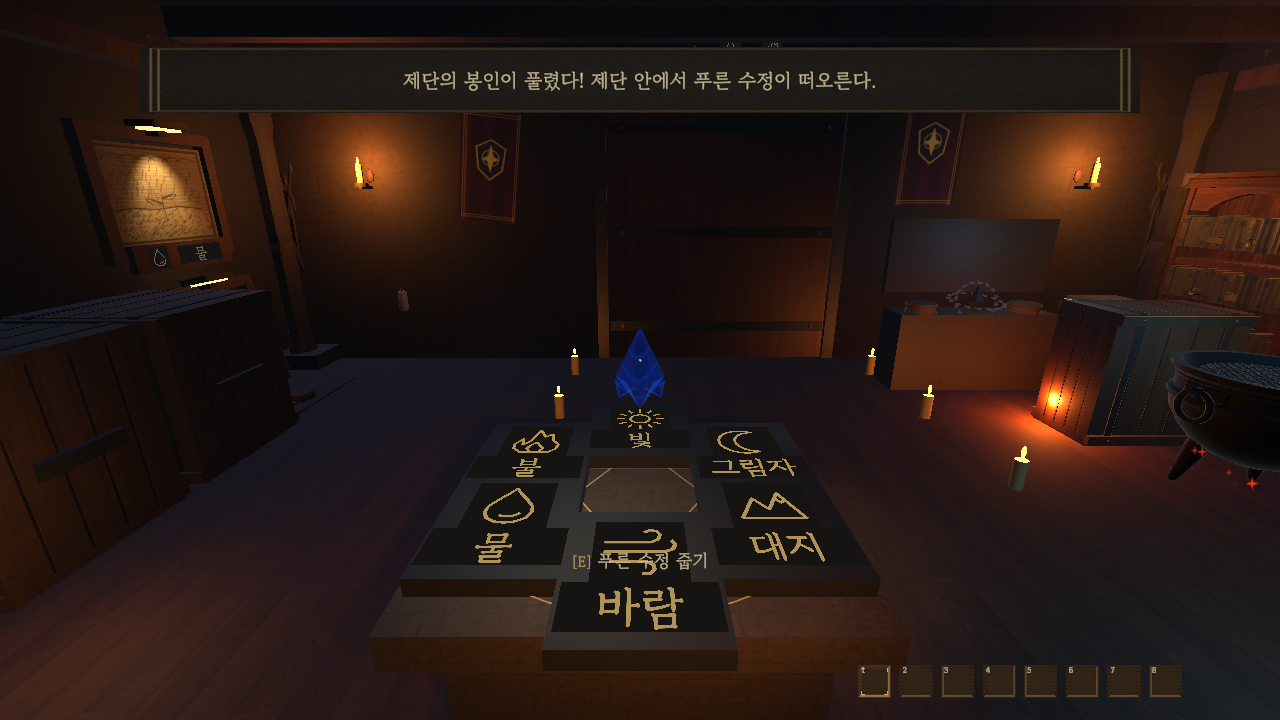 제단의 봉인이 풀렸다! 제단 안에서 푸른 수정이 떠오른다.
물
빛
불
그림자
물
대지
[E] 푸른 수정 줍기
바람
1 2 3 4 5 6 7 8